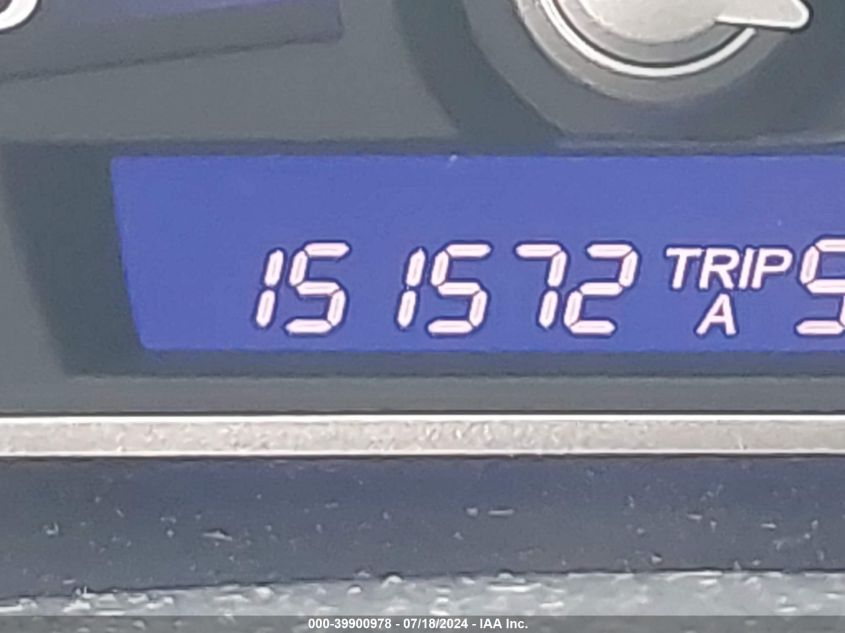 151572 TRIP
A
000-39900978 - 07/18/2024 - IAA Inc.